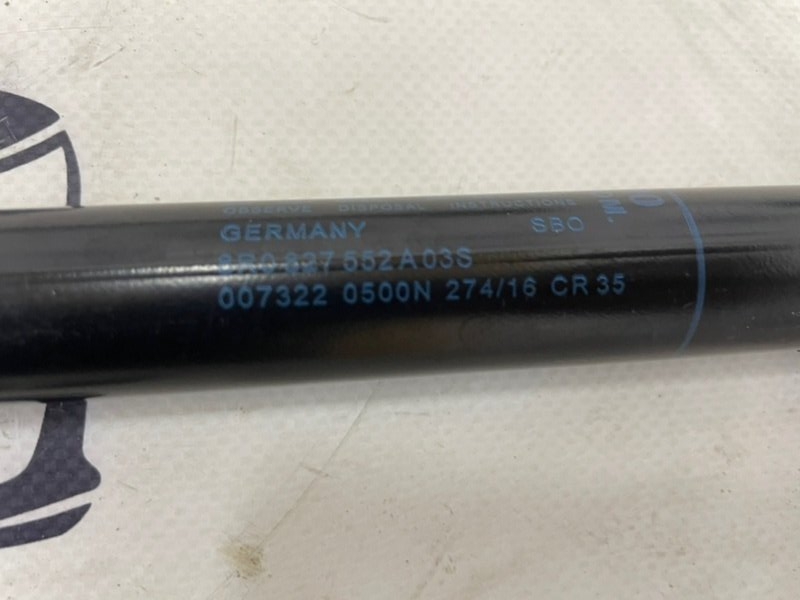 OBSERVE DISPOSAL INSTRUCTIONS
GERMANY SBO
8R0 827 552 A 03S
007322 0500N 274/16 CR 35